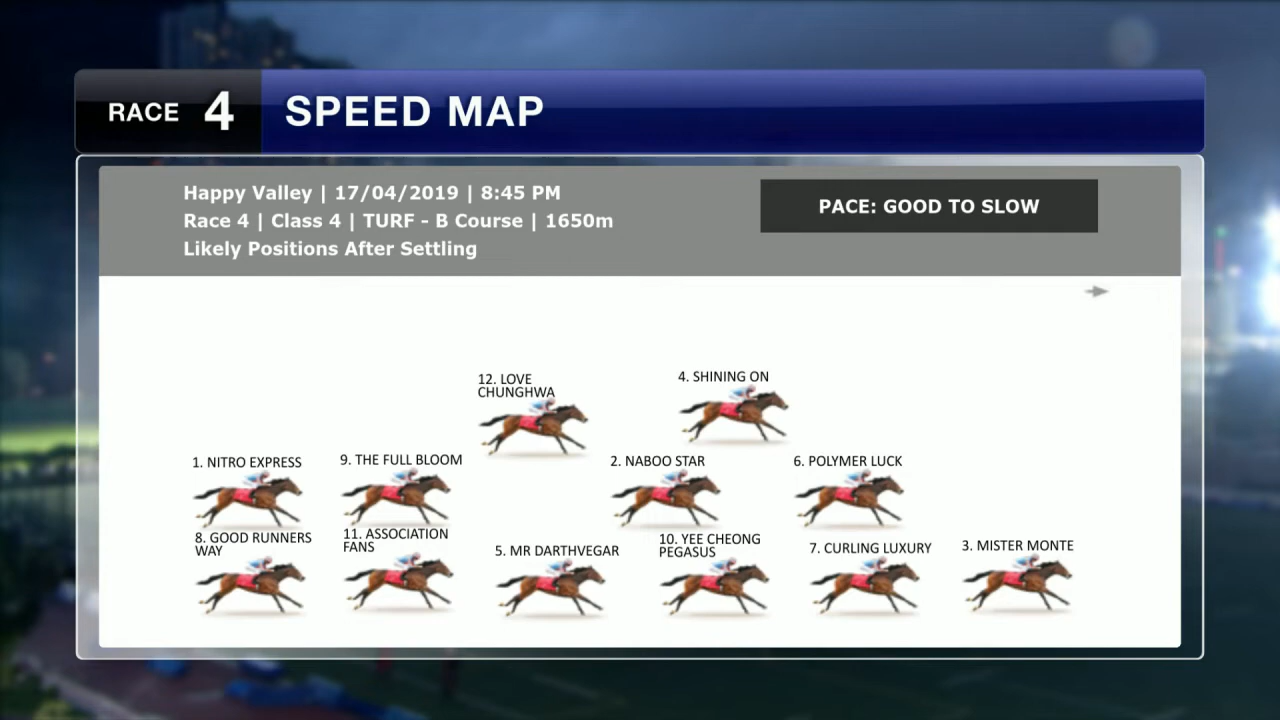 RACE 4 SPEED MAP
Happy Valley | 17/04/2019 | 8:45 PM
Race 4 | Class 4 | TURF - B Course | 1650m
Likely Positions After Settling
PACE: GOOD TO SLOW
12. LOVE
CHUNGHWA
4. SHINING ON
1. NITRO EXPRESS
9. THE FULL BLOOM
2. NABOO STAR
6. POLYMER LUCK
8. GOOD RUNNERS
WAY
11. ASSOCIATION
FANS
5. MR DARTHVEGAR
10. YEE CHEONG
PEGASUS
7. CURLING LUXURY
3. MISTER MONTE